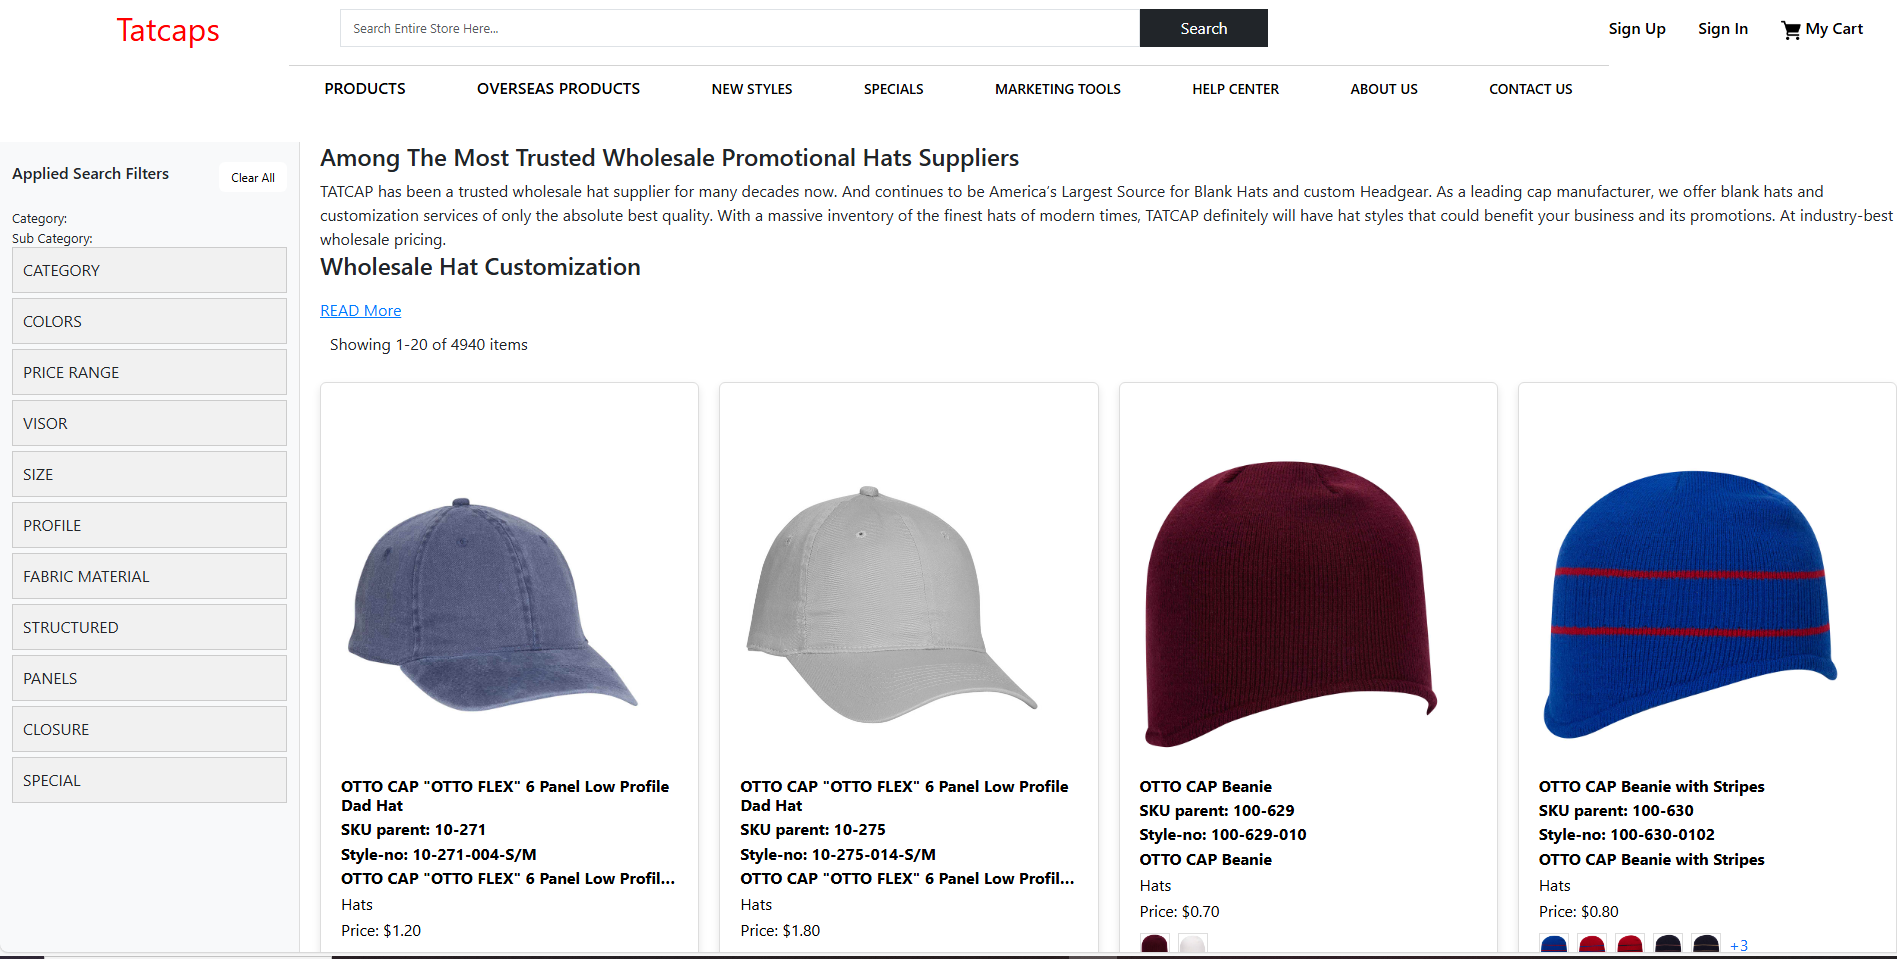 Tatcaps
Search Entire Store Here...
Search
Sign Up
Sign In
My Cart
PRODUCTS
OVERSEAS PRODUCTS
NEW STYLES
SPECIALS
MARKETING TOOLS
HELP CENTER
ABOUT US
CONTACT US
Applied Search Filters
Clear All
Category:
Sub Category:
CATEGORY
COLORS
PRICE RANGE
VISOR
SIZE
PROFILE
FABRIC MATERIAL
STRUCTURED
PANELS
CLOSURE
SPECIAL
Among The Most Trusted Wholesale Promotional Hats Suppliers
TATCAP has been a trusted wholesale hat supplier for many decades now. And continues to be America’s Largest Source for Blank Hats and custom Headgear. As a leading cap manufacturer, we offer blank hats and
customization services of only the absolute best quality. With a massive inventory of the finest hats of modern times, TATCAP definitely will have hat styles that could benefit your business and its promotions. At industry-best
wholesale pricing.
Wholesale Hat Customization
READ More
Showing 1-20 of 4940 items
OTTO CAP "OTTO FLEX" 6 Panel Low Profile
Dad Hat
SKU parent: 10-271
Style-no: 10-271-004-S/M
OTTO CAP "OTTO FLEX" 6 Panel Low Profil...
Hats
Price: $1.20
OTTO CAP "OTTO FLEX" 6 Panel Low Profile
Dad Hat
SKU parent: 10-275
Style-no: 10-275-014-S/M
OTTO CAP "OTTO FLEX" 6 Panel Low Profil...
Hats
Price: $1.80
OTTO CAP Beanie
SKU parent: 100-629
Style-no: 100-629-010
OTTO CAP Beanie
Hats
Price: $0.70
OTTO CAP Beanie with Stripes
SKU parent: 100-630
Style-no: 100-630-0102
OTTO CAP Beanie with Stripes
Hats
Price: $0.80
+3